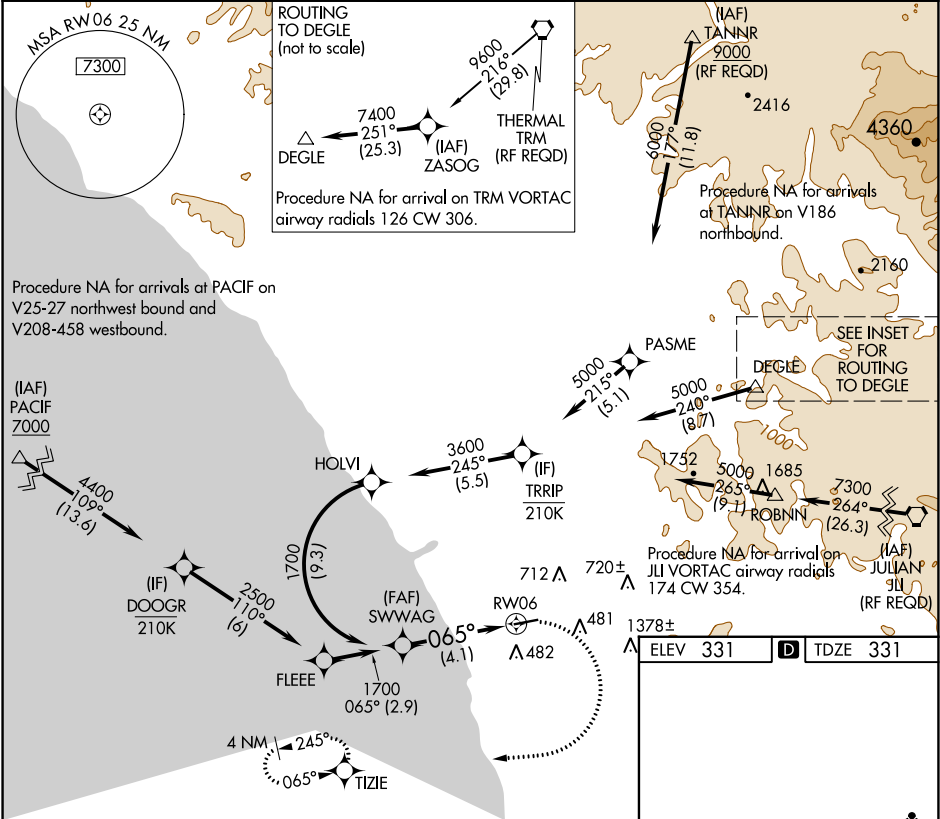 MSA RW06 25 NM
7300
ROUTING
TO DEGLE
(not to scale)
9600
216°
(29.8)
7400
251°
(25.3)
DEGLE
(IAF)
ZASOG
THERMAL
TRM
(RF REQD)
Procedure NA for arrival on TRM VORTAC
airway radials 126 CW 306.
(IAF)
TANNR
9000
(RF REQD)
2416
4360
6000
177°
(11.8)
Procedure NA for arrivals
at TANNR on V186
northbound.
2160
Procedure NA for arrivals at PACIF on
V25-27 northwest bound and
V208-458 westbound.
SEE INSET
FOR
ROUTING
TO DEGLE
PASME
5000
215°
(5.1)
DEGLE
5000
240°
(8.7)
1000
(IAF)
PACIF
7000
4400
109°
(13.6)
HOLVI
3600
245°
(5.5)
(IF)
TRRIP
210K
1752
5000
265°
(9.1)
1685
ROBNN
7300
264°
(26.3)
(IAF)
JULIAN
JLI
(RF REQD)
Procedure NA for arrival on
JLI VORTAC airway radials
174 CW 354.
1700
(9.3)
712
720±
(IF)
DOOGR
210K
2500
110°
(6)
(FAF)
SWWAG
065°
(4.1)
RW06
481
482
1378±
FLEEE
1700
065° (2.9)
ELEV 331
D
TDZE 331
4 NM
245°
065°
TIZIE